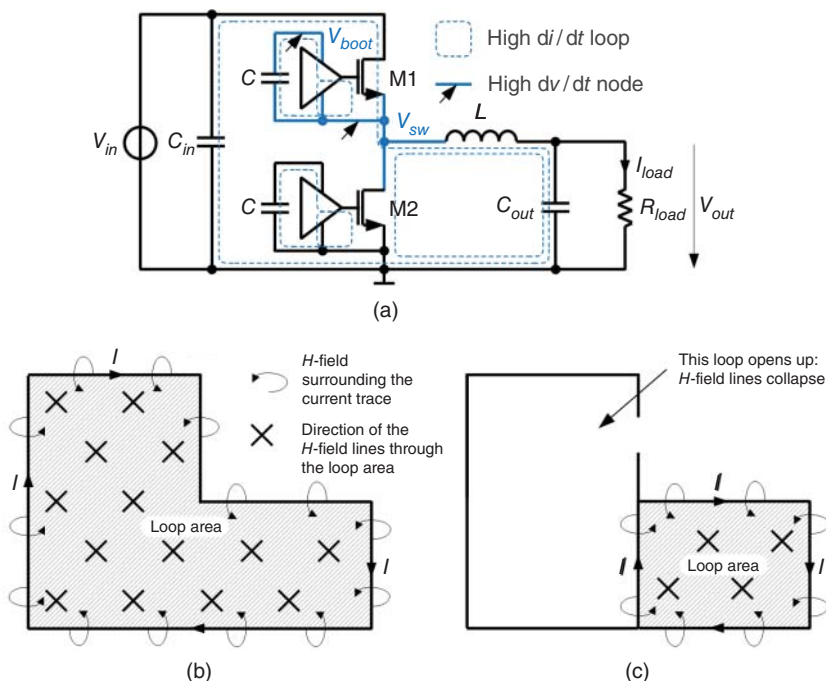 V_boot
High di/dt loop
C
M1
High dv/dt node
V_sw
L
V_in
C_in
I_load
C
M2
C_out
R_load
V_out
(a)
I
H-field
surrounding the
current trace
Direction of the
H-field lines through
the loop area
I
Loop area
I
(b)
This loop opens up:
H-field lines collapse
I
I
Loop area
I
(c)